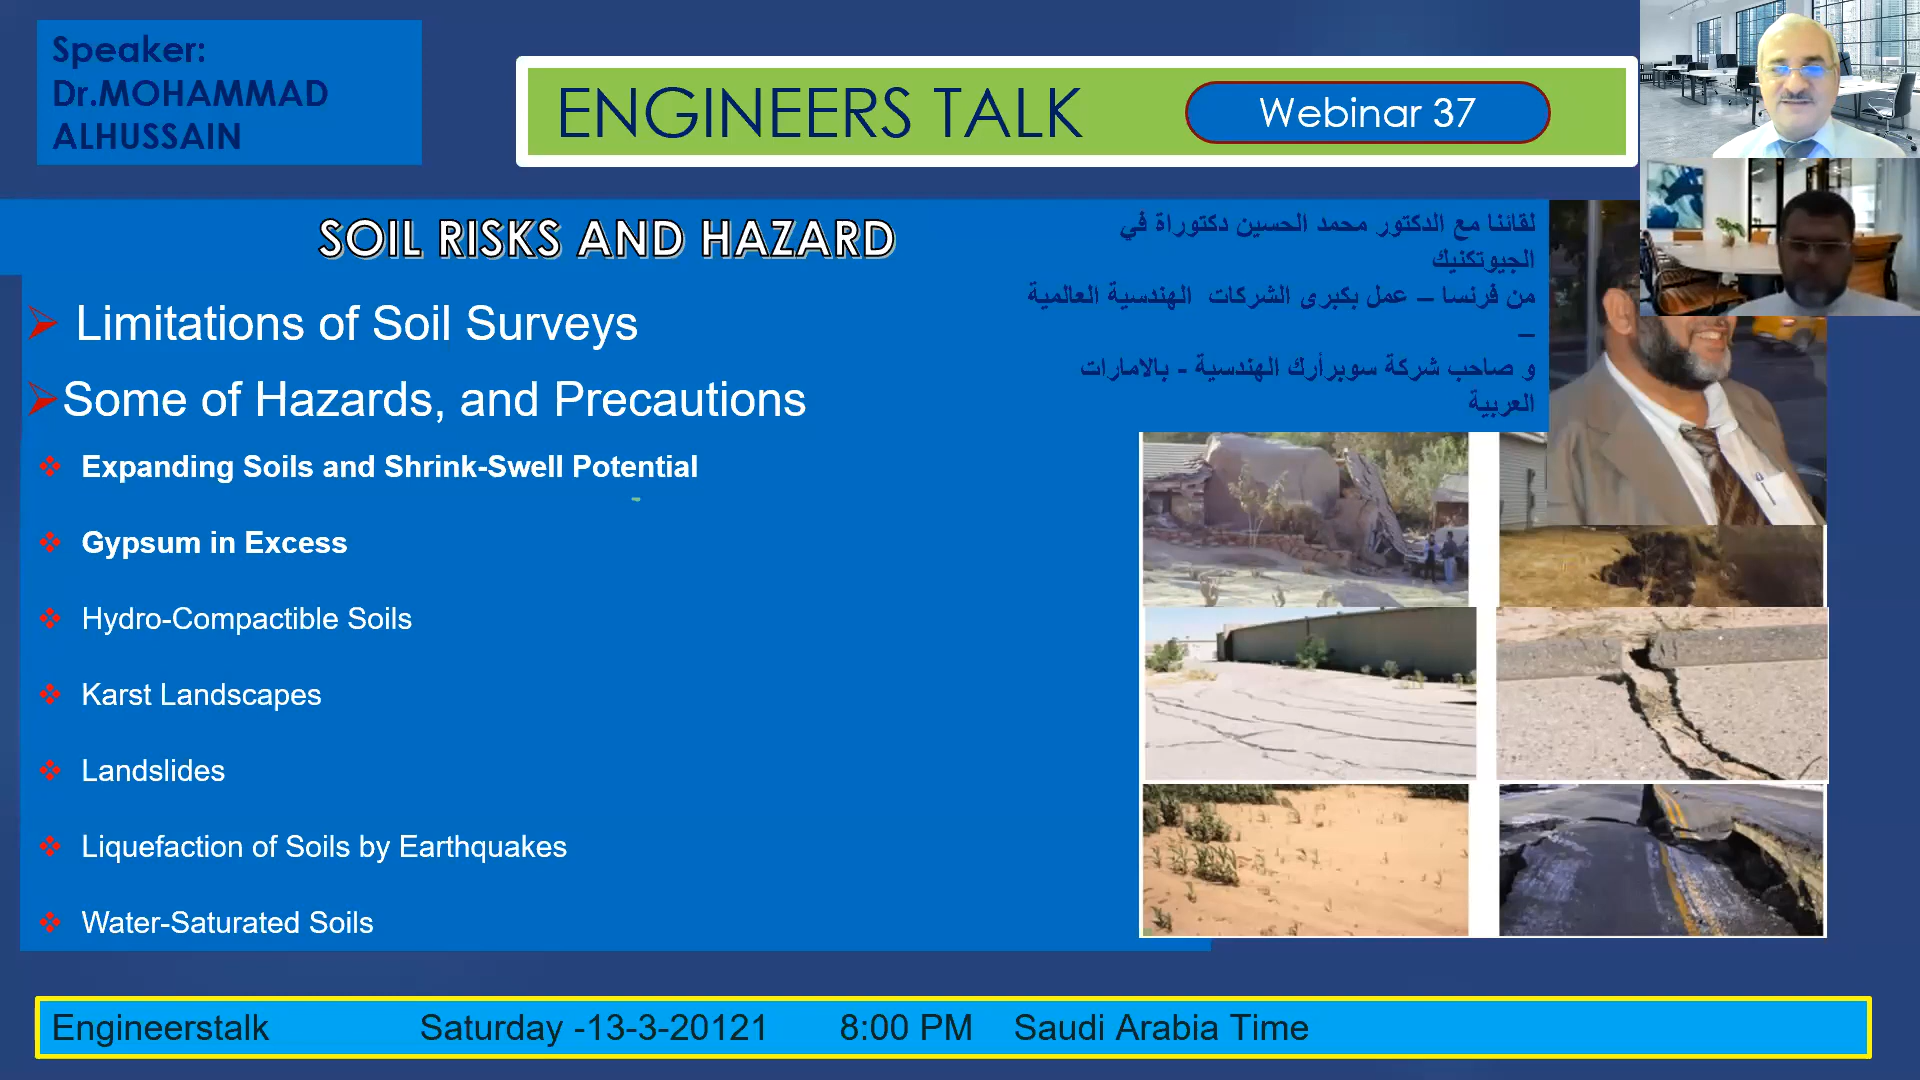 Speaker:
Dr.MOHAMMAD
ALHUSSAIN
ENGINEERS TALK
Webinar 37
SOIL RISKS AND HAZARD
لقائنا مع الدكتور محمد الحسين دكتوراة في
الجيوتكنيك
من فرنسا – عمل بكبرى الشركات الهندسية العالمية
–
و صاحب شركة سوبرأرك الهندسية - بالامارات
العربية
Limitations of Soil Surveys
Some of Hazards, and Precautions
Expanding Soils and Shrink-Swell Potential
Gypsum in Excess
Hydro-Compactible Soils
Karst Landscapes
Landslides
Liquefaction of Soils by Earthquakes
Water-Saturated Soils
Engineerstalk Saturday -13-3-20121 8:00 PM Saudi Arabia Time